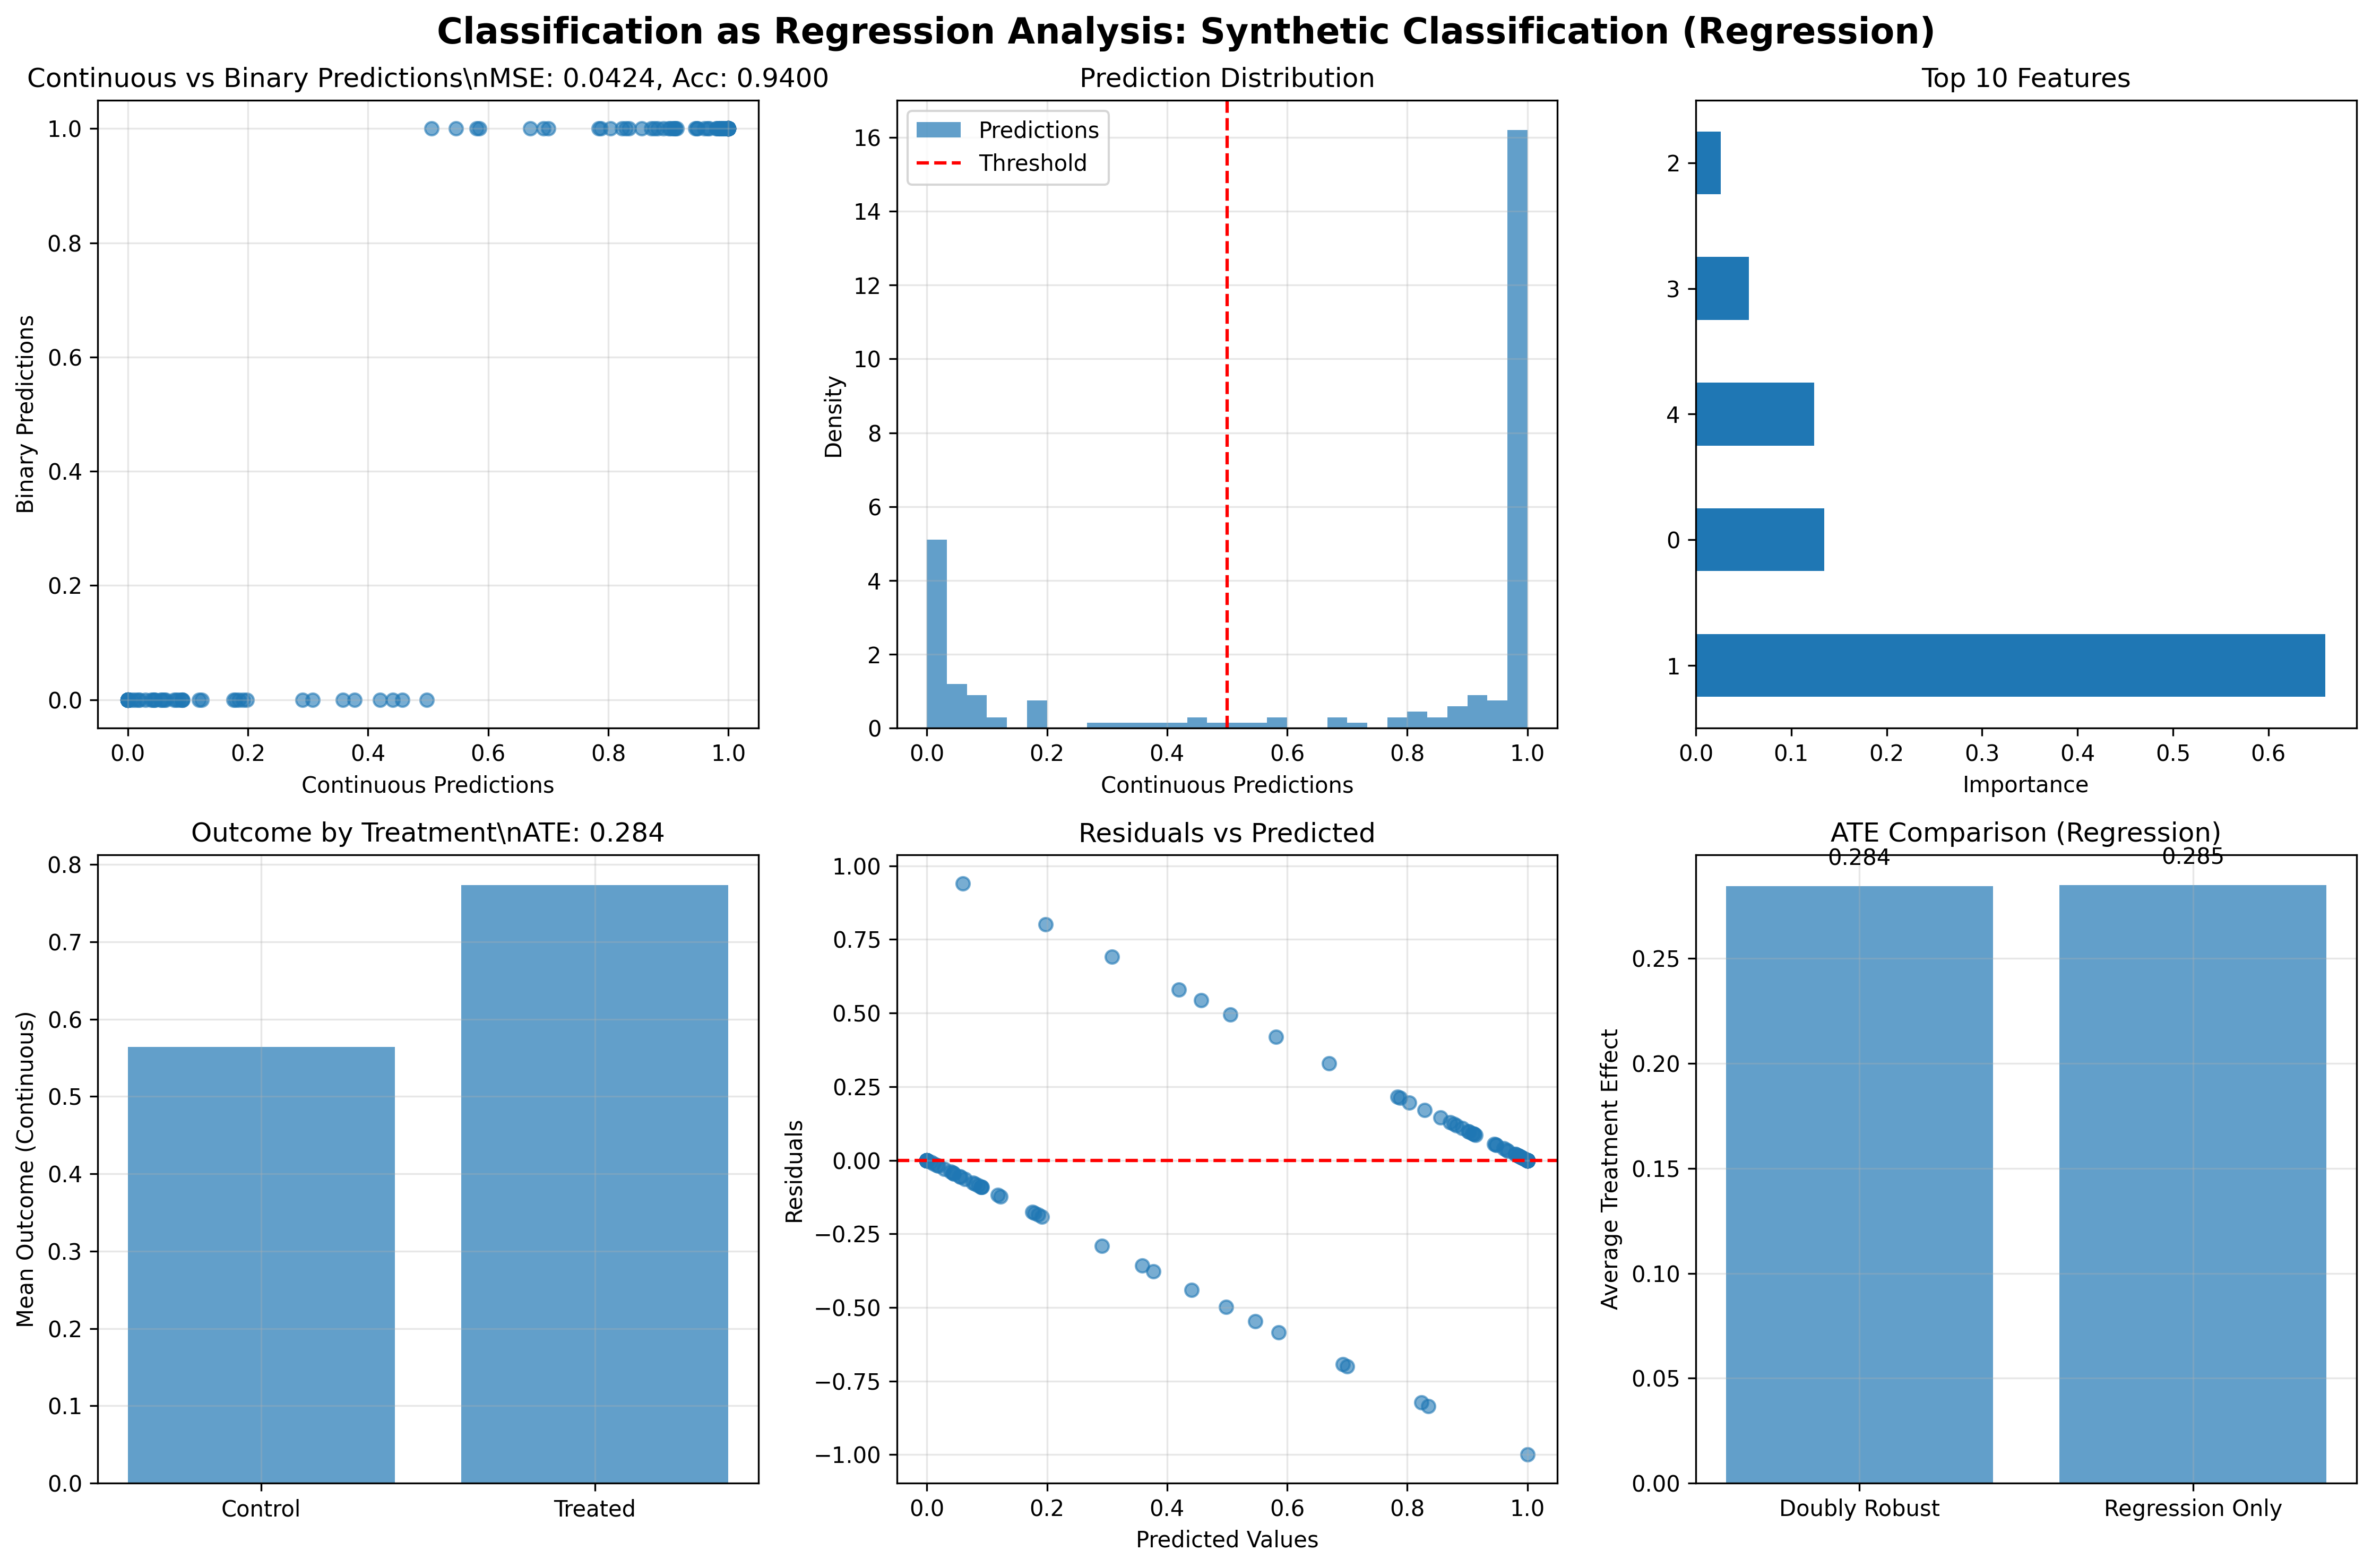 Classification as Regression Analysis: Synthetic Classification (Regression)
Continuous vs Binary Predictions\nMSE: 0.0424, Acc: 0.9400
1.0
0.8
0.6
0.4
0.2
0.0
Binary Predictions
0.0 0.2 0.4 0.6 0.8 1.0
Continuous Predictions
Prediction Distribution
Predictions
Threshold
16
14
12
10
8
6
4
2
0
Density
0.0 0.2 0.4 0.6 0.8 1.0
Continuous Predictions
Top 10 Features
2
3
4
0
1
0.0 0.1 0.2 0.3 0.4 0.5 0.6
Importance
Outcome by Treatment\nATE: 0.284
0.8
0.7
0.6
0.5
0.4
0.3
0.2
0.1
0.0
Mean Outcome (Continuous)
Control Treated
Residuals vs Predicted
1.00
0.75
0.50
0.25
0.00
−0.25
−0.50
−0.75
−1.00
Residuals
0.0 0.2 0.4 0.6 0.8 1.0
Predicted Values
ATE Comparison (Regression)
0.284 0.285
0.25
0.20
0.15
0.10
0.05
0.00
Average Treatment Effect
Doubly Robust Regression Only